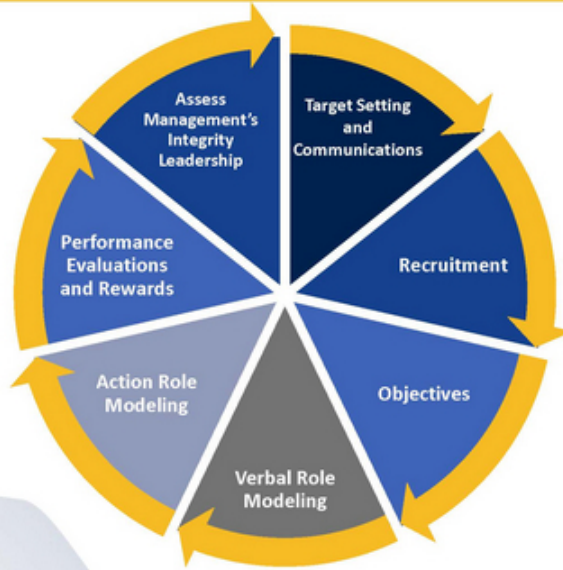 Target Setting
and
Communications
Recruitment
Objectives
Verbal Role
Modeling
Action Role
Modeling
Performance
Evaluations
and Rewards
Assess
Management's
Integrity
Leadership